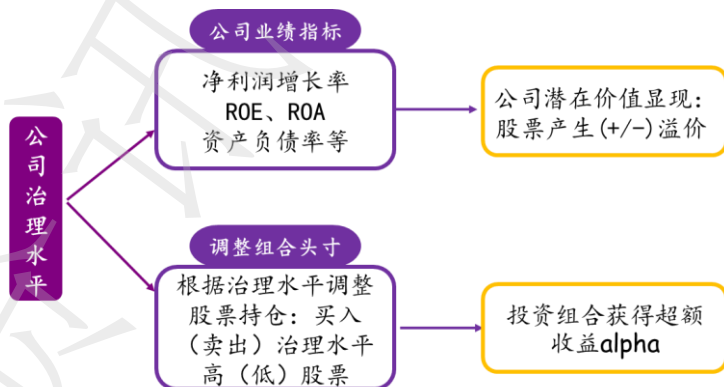 公司业绩指标
净利润增长率
ROE、ROA
资产负债率等
公司潜在价值显现：
股票产生(+/-)溢价
公司治理水平
调整组合头寸
根据治理水平调整
股票持仓：买入
（卖出）治理水平
高（低）股票
投资组合获得超额
收益alpha